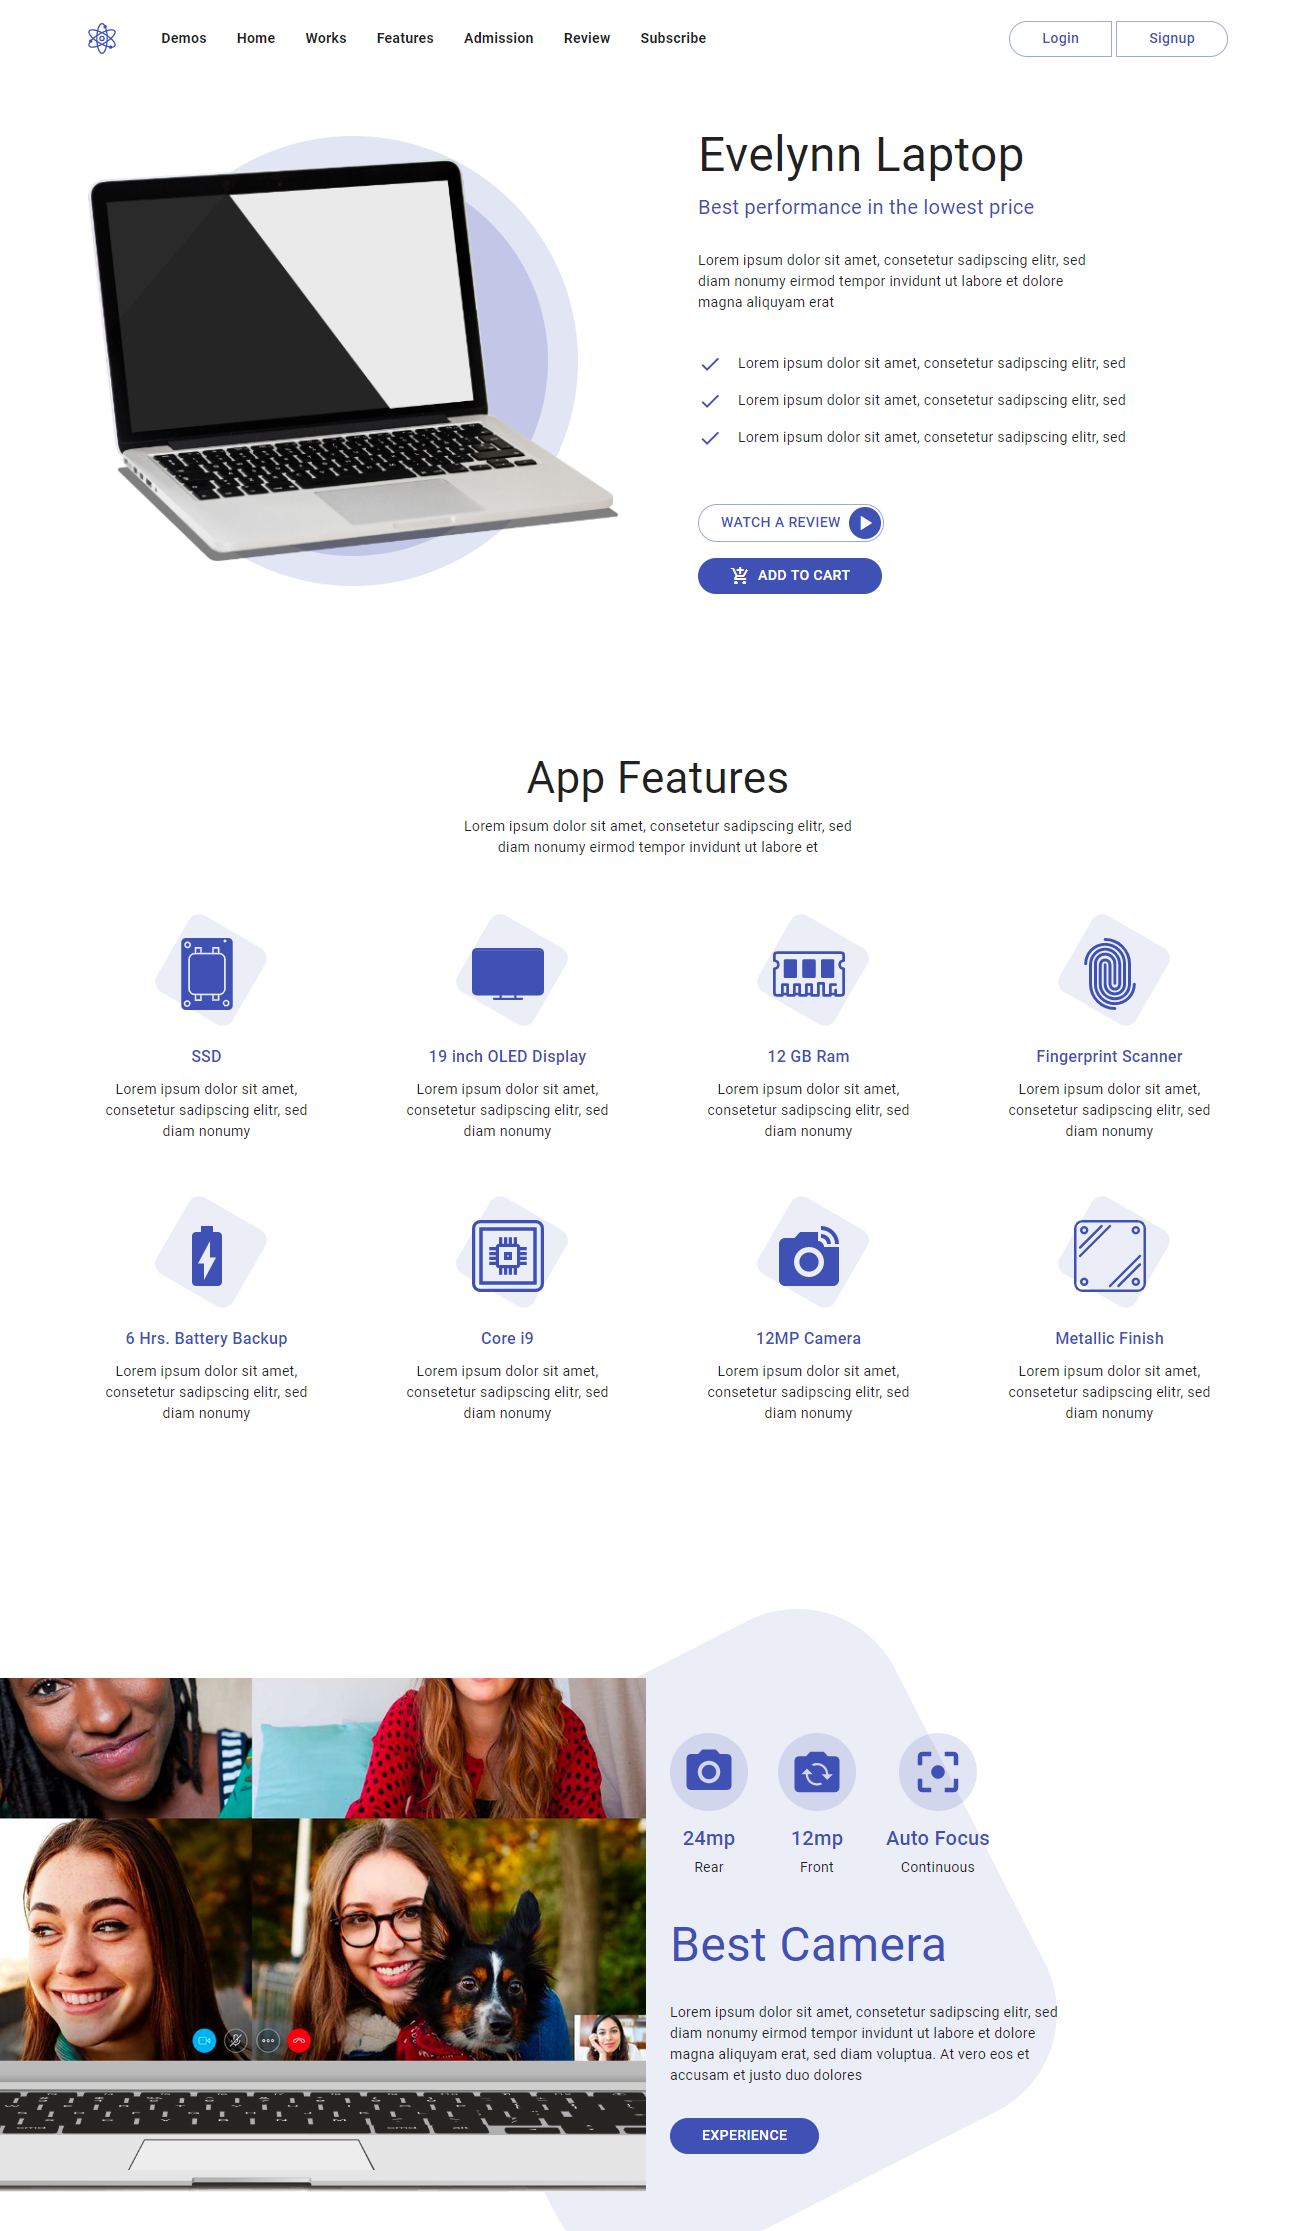 Demos Home Works Features Admission Review Subscribe Login Signup
Evelynn Laptop
Best performance in the lowest price
Lorem ipsum dolor sit amet, consetetur sadipscing elitr, sed
diam nonumy eirmod tempor invidunt ut labore et dolore
magna aliquyam erat
Lorem ipsum dolor sit amet, consetetur sadipscing elitr, sed
Lorem ipsum dolor sit amet, consetetur sadipscing elitr, sed
Lorem ipsum dolor sit amet, consetetur sadipscing elitr, sed
WATCH A REVIEW
ADD TO CART
App Features
Lorem ipsum dolor sit amet, consetetur sadipscing elitr, sed
diam nonumy eirmod tempor invidunt ut labore et
SSD
Lorem ipsum dolor sit amet,
consetetur sadipscing elitr, sed
diam nonumy
19 inch OLED Display
Lorem ipsum dolor sit amet,
consetetur sadipscing elitr, sed
diam nonumy
12 GB Ram
Lorem ipsum dolor sit amet,
consetetur sadipscing elitr, sed
diam nonumy
Fingerprint Scanner
Lorem ipsum dolor sit amet,
consetetur sadipscing elitr, sed
diam nonumy
6 Hrs. Battery Backup
Lorem ipsum dolor sit amet,
consetetur sadipscing elitr, sed
diam nonumy
Core i9
Lorem ipsum dolor sit amet,
consetetur sadipscing elitr, sed
diam nonumy
12MP Camera
Lorem ipsum dolor sit amet,
consetetur sadipscing elitr, sed
diam nonumy
Metallic Finish
Lorem ipsum dolor sit amet,
consetetur sadipscing elitr, sed
diam nonumy
24mp
Rear
12mp
Front
Auto Focus
Continuous
Best Camera
Lorem ipsum dolor sit amet, consetetur sadipscing elitr, sed
diam nonumy eirmod tempor invidunt ut labore et dolore
magna aliquyam erat, sed diam voluptua. At vero eos et
accusam et justo duo dolores
EXPERIENCE